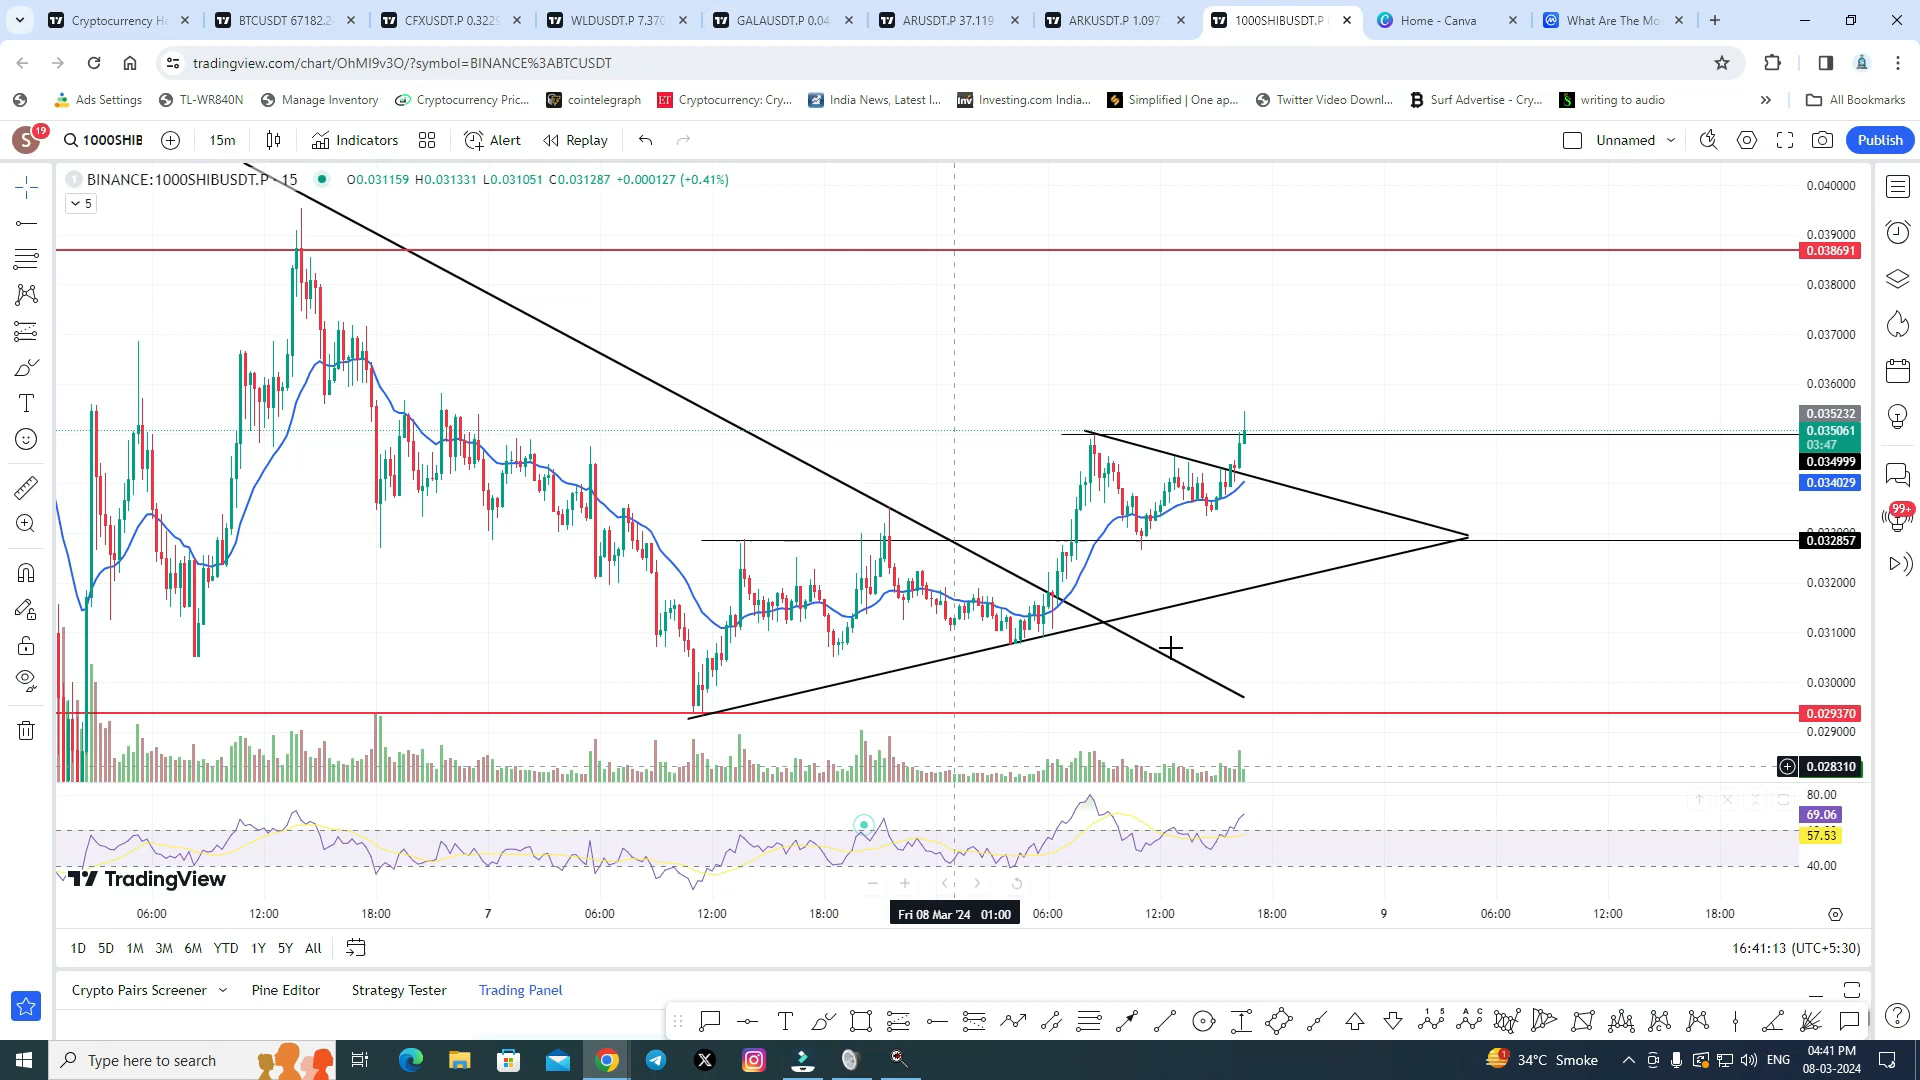 Cryptocurrency H
BTCUSDT 67182.2
CFXUSDT.P 0.3229
WLDUSDT.P 7.370
GALAUSDT.P 0.04
ARUSDT.P 37.119
ARKUSDT.P 1.097
1000SHIBUSDT.P
Home - Canva
What Are The Mo
tradingview.com/chart/OhMI9v3O/?symbol=BINANCE%3ABTCUSDT
Ads Settings
TL-WR840N
Manage Inventory
Cryptocurrency Pric...
cointelegraph
Cryptocurrency: Cry...
India News, Latest I...
Investing.com India...
Simplified | One ap...
Twitter Video Downl...
Surf Advertise - Cry...
writing to audio
All Bookmarks
S 19
1000SHIB
15m
Indicators
Alert
Replay
Unnamed
Publish
BINANCE:1000SHIBUSDT.P · 15
O0.031159 H0.031331 L0.031051 C0.031287 +0.000127 (+0.41%)
5
0.040000
0.039000
0.038691
0.038000
0.037000
0.036000
0.035232
0.035061
03:47
0.034999
0.034029
99+
0.032857
0.032000
0.031000
0.030000
0.029370
0.029000
0.028310
80.00
69.06
57.53
40.00
TradingView
06:00
12:00
18:00
7
06:00
12:00
18:00
Fri 08 Mar '24 01:00
06:00
12:00
18:00
9
06:00
12:00
18:00
1D 5D 1M 3M 6M YTD 1Y 5Y All
16:41:13 (UTC+5:30)
Crypto Pairs Screener
Pine Editor
Strategy Tester
Trading Panel
Type here to search
34°C Smoke
ENG
04:41 PM
08-03-2024